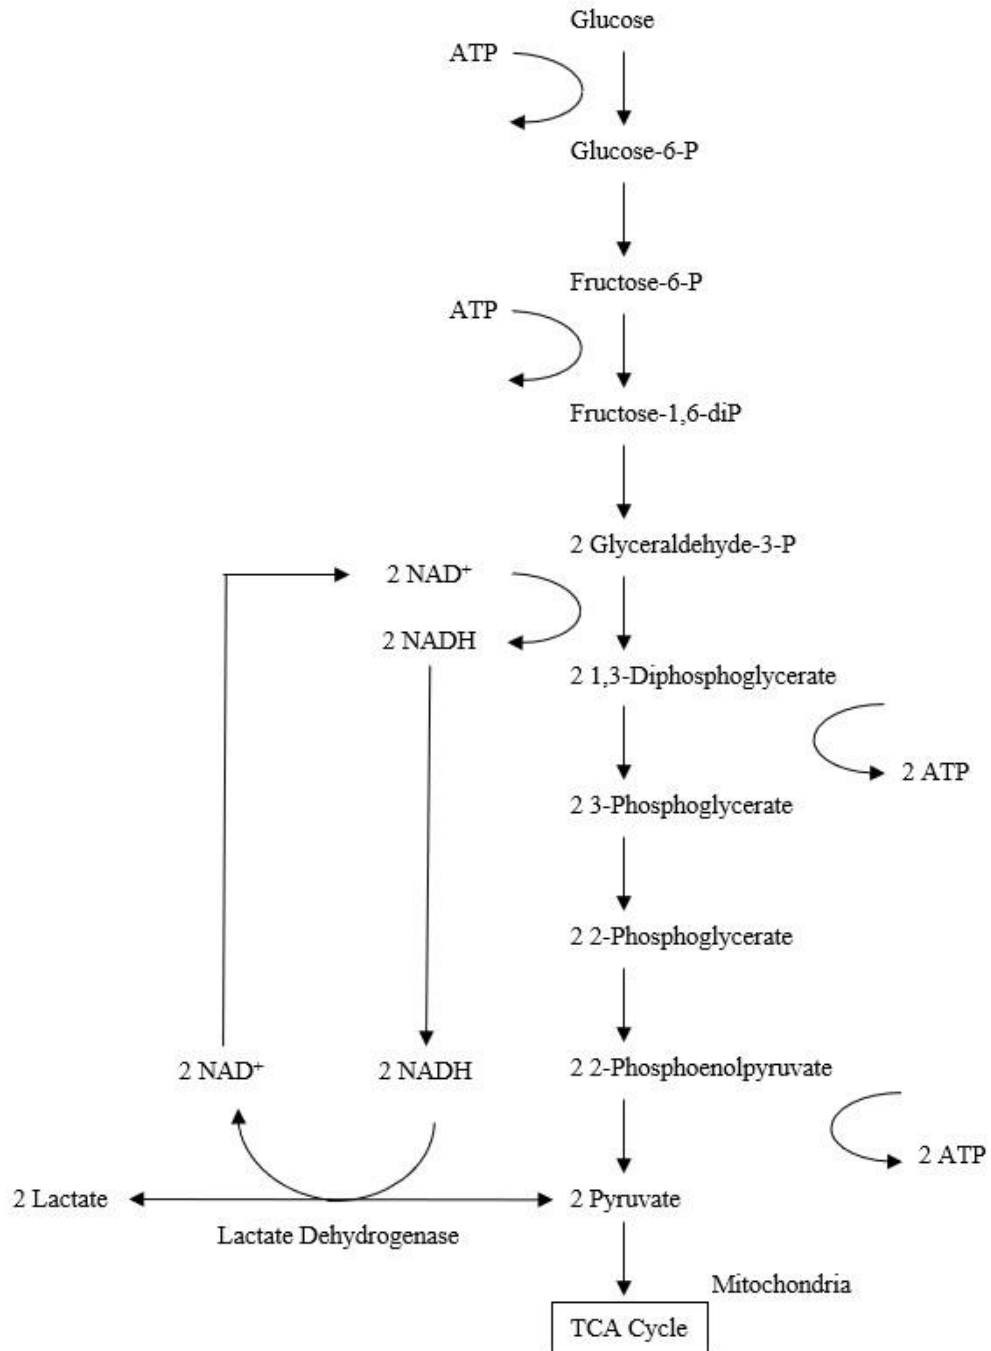 Glucose
ATP
Glucose-6-P
Fructose-6-P
ATP
Fructose-1,6-diP
2 Glyceraldehyde-3-P
2 NAD⁺
2 NADH
2 1,3-Diphosphoglycerate
2 ATP
2 3-Phosphoglycerate
2 2-Phosphoglycerate
2 NAD⁺
2 NADH
2 2-Phosphoenolpyruvate
2 ATP
2 Lactate
2 Pyruvate
Lactate Dehydrogenase
Mitochondria
TCA Cycle